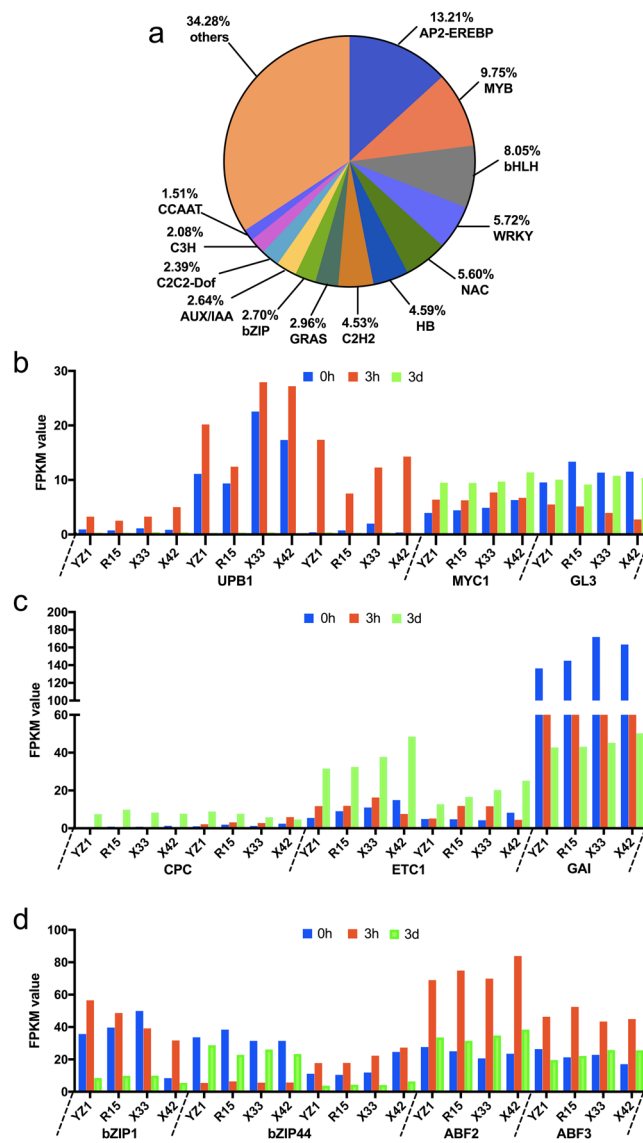 a
34.28%
others
13.21%
AP2-EREBP
9.75%
MYB
8.05%
bHLH
5.72%
WRKY
5.60%
NAC
4.59%
HB
4.53%
C2H2
2.96%
GRAS
2.70%
bZIP
2.64%
AUX/IAA
2.39%
C2C2-Dof
2.08%
C3H
1.51%
CCAAT
b
0h 3h 3d
FPKM value
30
20
10
0
YZ1 R15 X33 X42 YZ1 R15 X33 X42 YZ1 R15 X33 X42 YZ1 R15 X33 X42 YZ1 R15 X33 X42
UPB1 MYC1 GL3
c
0h 3h 3d
FPKM value
200
180
160
140
120
100
60
40
20
0
YZ1 R15 X33 X42 YZ1 R15 X33 X42 YZ1 R15 X33 X42 YZ1 R15 X33 X42 YZ1 R15 X33 X42
CPC ETC1 GAI
d
0h 3h 3d
FPKM value
100
80
60
40
20
0
YZ1 R15 X33 X42 YZ1 R15 X33 X42 YZ1 R15 X33 X42 YZ1 R15 X33 X42 YZ1 R15 X33 X42
bZIP1 bZIP44 ABF2 ABF3